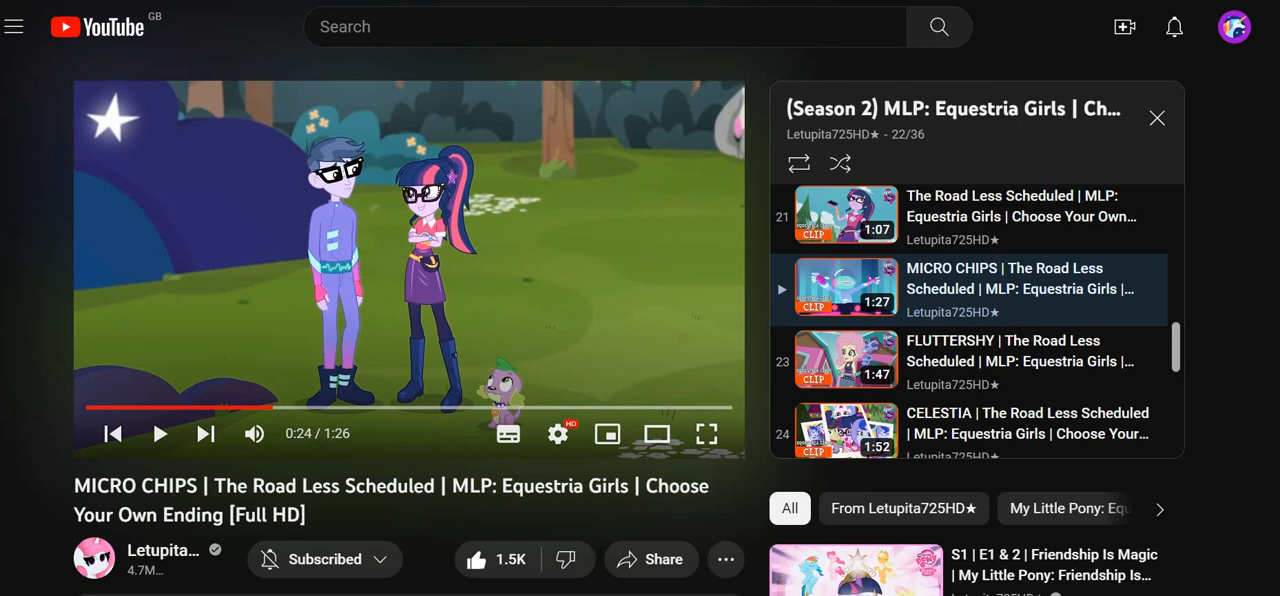 YouTube GB
Search
(Season 2) MLP: Equestria Girls | Ch...
Letupita725HD★ - 22/36
21
CLIP
1:07
The Road Less Scheduled | MLP:
Equestria Girls | Choose Your Own...
Letupita725HD★
CLIP
1:27
MICRO CHIPS | The Road Less
Scheduled | MLP: Equestria Girls |...
Letupita725HD★
23
CLIP
1:47
FLUTTERSHY | The Road Less
Scheduled | MLP: Equestria Girls |...
Letupita725HD★
24
CLIP
1:52
CELESTIA | The Road Less Scheduled
| MLP: Equestria Girls | Choose Your...
Letupita725HD★
0:24 / 1:26
HD
MICRO CHIPS | The Road Less Scheduled | MLP: Equestria Girls | Choose
Your Own Ending [Full HD]
Letupita...
4.7M...
Subscribed
1.5K
Share
All
From Letupita725HD★
My Little Pony: Equ
S1 | E1 & 2 | Friendship Is Magic
| My Little Pony: Friendship Is...
Letupita725HD★